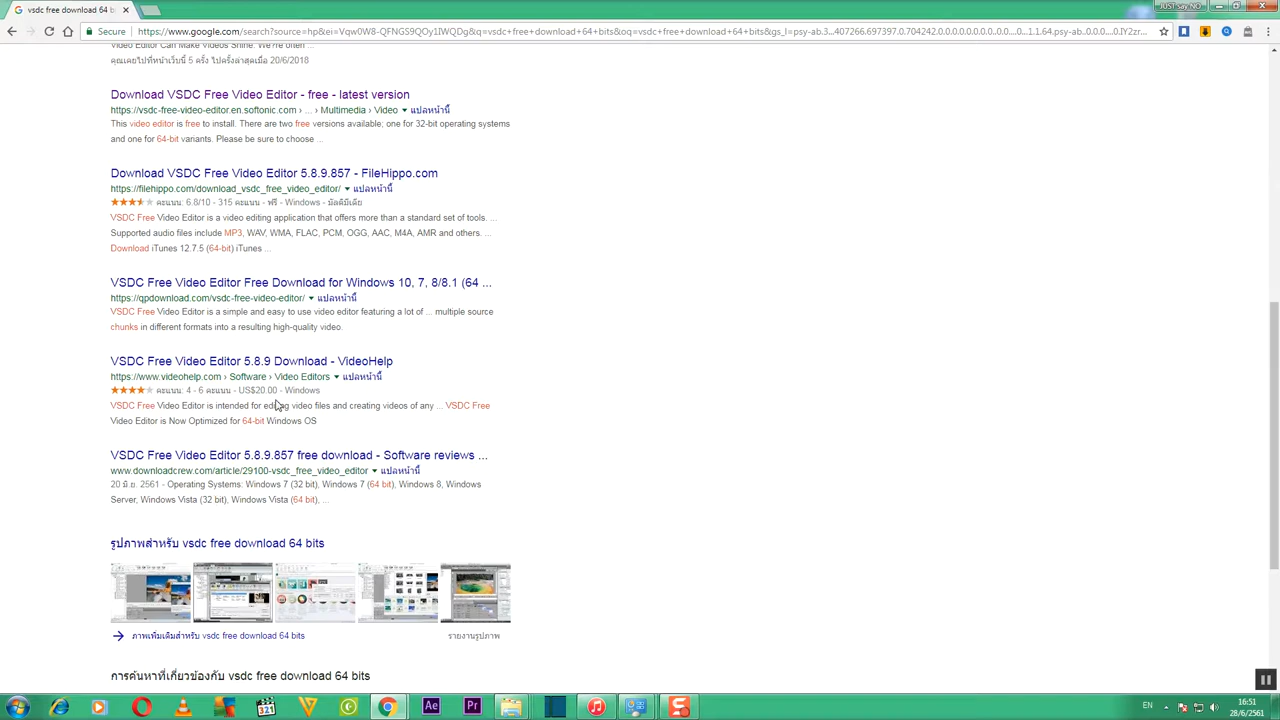 vsdc free download 64 b
JUST Say NO
Secure
https://www.google.com/search?source=hp&ei=Vqw0W8-QFNGS9QOy1IWQDg&q=vsdc+free+download+64+bits&oq=vsdc+free+download+64+bits&gs_l=psy-ab.3...407266.697397.0.704242.0.0.0.0.0.0.0.0..0.0....0...1.1.64.psy-ab..0.0.0....0.IY2zr...
Video Editor Can Make Videos Shine. We're often ...
คุณเคยไปที่หน้าเว็บนี้ 5 ครั้ง ไปครั้งล่าสุดเมื่อ 20/6/2018
Download VSDC Free Video Editor - free - latest version
https://vsdc-free-video-editor.en.softonic.com › ... › Multimedia › Video ▼ แปลหน้านี้
This video editor is free to install. There are two free versions available; one for 32-bit operating systems
and one for 64-bit variants. Please be sure to choose ...
Download VSDC Free Video Editor 5.8.9.857 - FileHippo.com
https://filehippo.com/download_vsdc_free_video_editor/ ▼ แปลหน้านี้
คะแนน: 6.8/10 - 315 คะแนน - ฟรี - Windows - มัลติมีเดีย
VSDC Free Video Editor is a video editing application that offers more than a standard set of tools. ...
Supported audio files include MP3, WAV, WMA, FLAC, PCM, OGG, AAC, M4A, AMR and others. ...
Download iTunes 12.7.5 (64-bit) iTunes ...
VSDC Free Video Editor Free Download for Windows 10, 7, 8/8.1 (64 ...
https://qpdownload.com/vsdc-free-video-editor/ ▼ แปลหน้านี้
VSDC Free Video Editor is a simple and easy to use video editor featuring a lot of ... multiple source
chunks in different formats into a resulting high-quality video.
VSDC Free Video Editor 5.8.9 Download - VideoHelp
https://www.videohelp.com › Software › Video Editors ▼ แปลหน้านี้
คะแนน: 4 - 6 คะแนน - US$20.00 - Windows
VSDC Free Video Editor is intended for editing video files and creating videos of any ... VSDC Free
Video Editor is Now Optimized for 64-bit Windows OS
VSDC Free Video Editor 5.8.9.857 free download - Software reviews ...
www.downloadcrew.com/article/29100-vsdc_free_video_editor ▼ แปลหน้านี้
20 มิ.ย. 2561 - Operating Systems: Windows 7 (32 bit), Windows 7 (64 bit), Windows 8, Windows
Server, Windows Vista (32 bit), Windows Vista (64 bit), ...
รูปภาพสำหรับ vsdc free download 64 bits
ภาพเพิ่มเติมสำหรับ vsdc free download 64 bits
รายงานรูปภาพ
การค้นหาที่เกี่ยวข้องกับ vsdc free download 64 bits
321
Ae
Pr
EN
16:51
28/6/2561